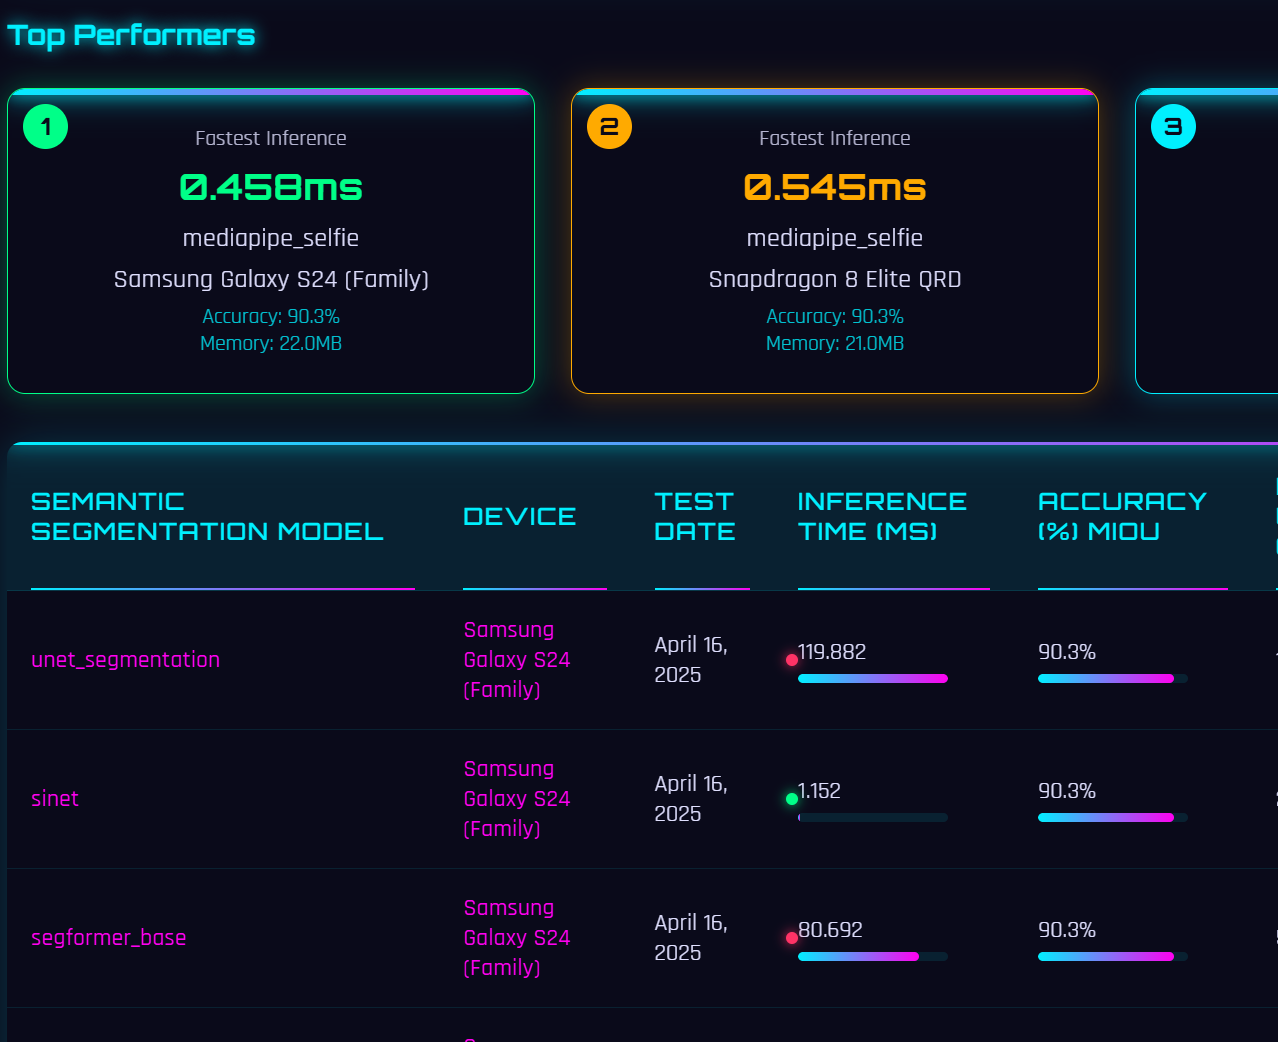 Top Performers
1
Fastest Inference
0.458ms
mediapipe_selfie
Samsung Galaxy S24 (Family)
Accuracy: 90.3%
Memory: 22.0MB
2
Fastest Inference
0.545ms
mediapipe_selfie
Snapdragon 8 Elite QRD
Accuracy: 90.3%
Memory: 21.0MB
3
SEMANTIC
SEGMENTATION MODEL
DEVICE
TEST
DATE
INFERENCE
TIME (MS)
ACCURACY
(%) MIOU
unet_segmentation
Samsung
Galaxy S24
(Family)
April 16,
2025
119.882
90.3%
sinet
Samsung
Galaxy S24
(Family)
April 16,
2025
1.152
90.3%
segformer_base
Samsung
Galaxy S24
(Family)
April 16,
2025
80.692
90.3%